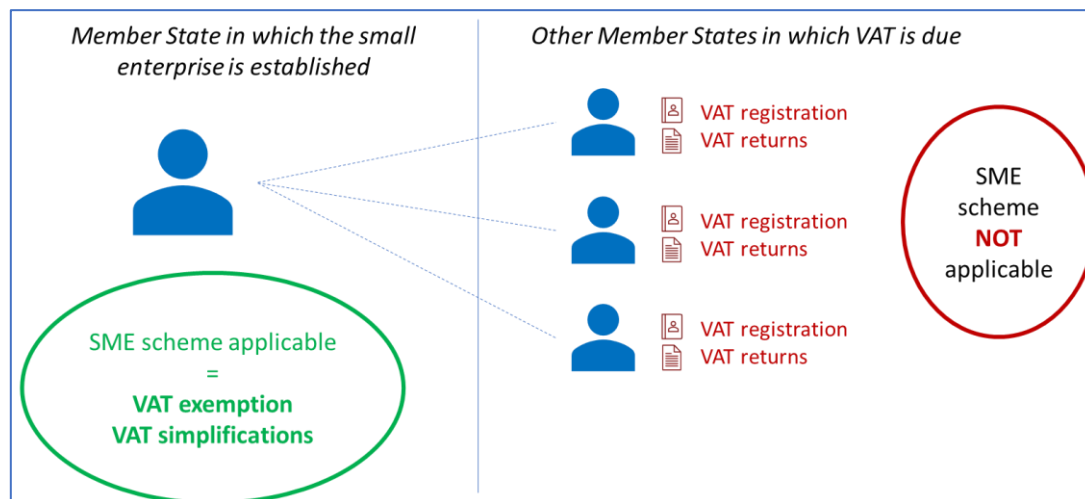 Member State in which the small
enterprise is established
Other Member States in which VAT is due
VAT registration
VAT returns
VAT registration
VAT returns
VAT registration
VAT returns
SME
scheme
NOT
applicable
SME scheme applicable
=
VAT exemption
VAT simplifications